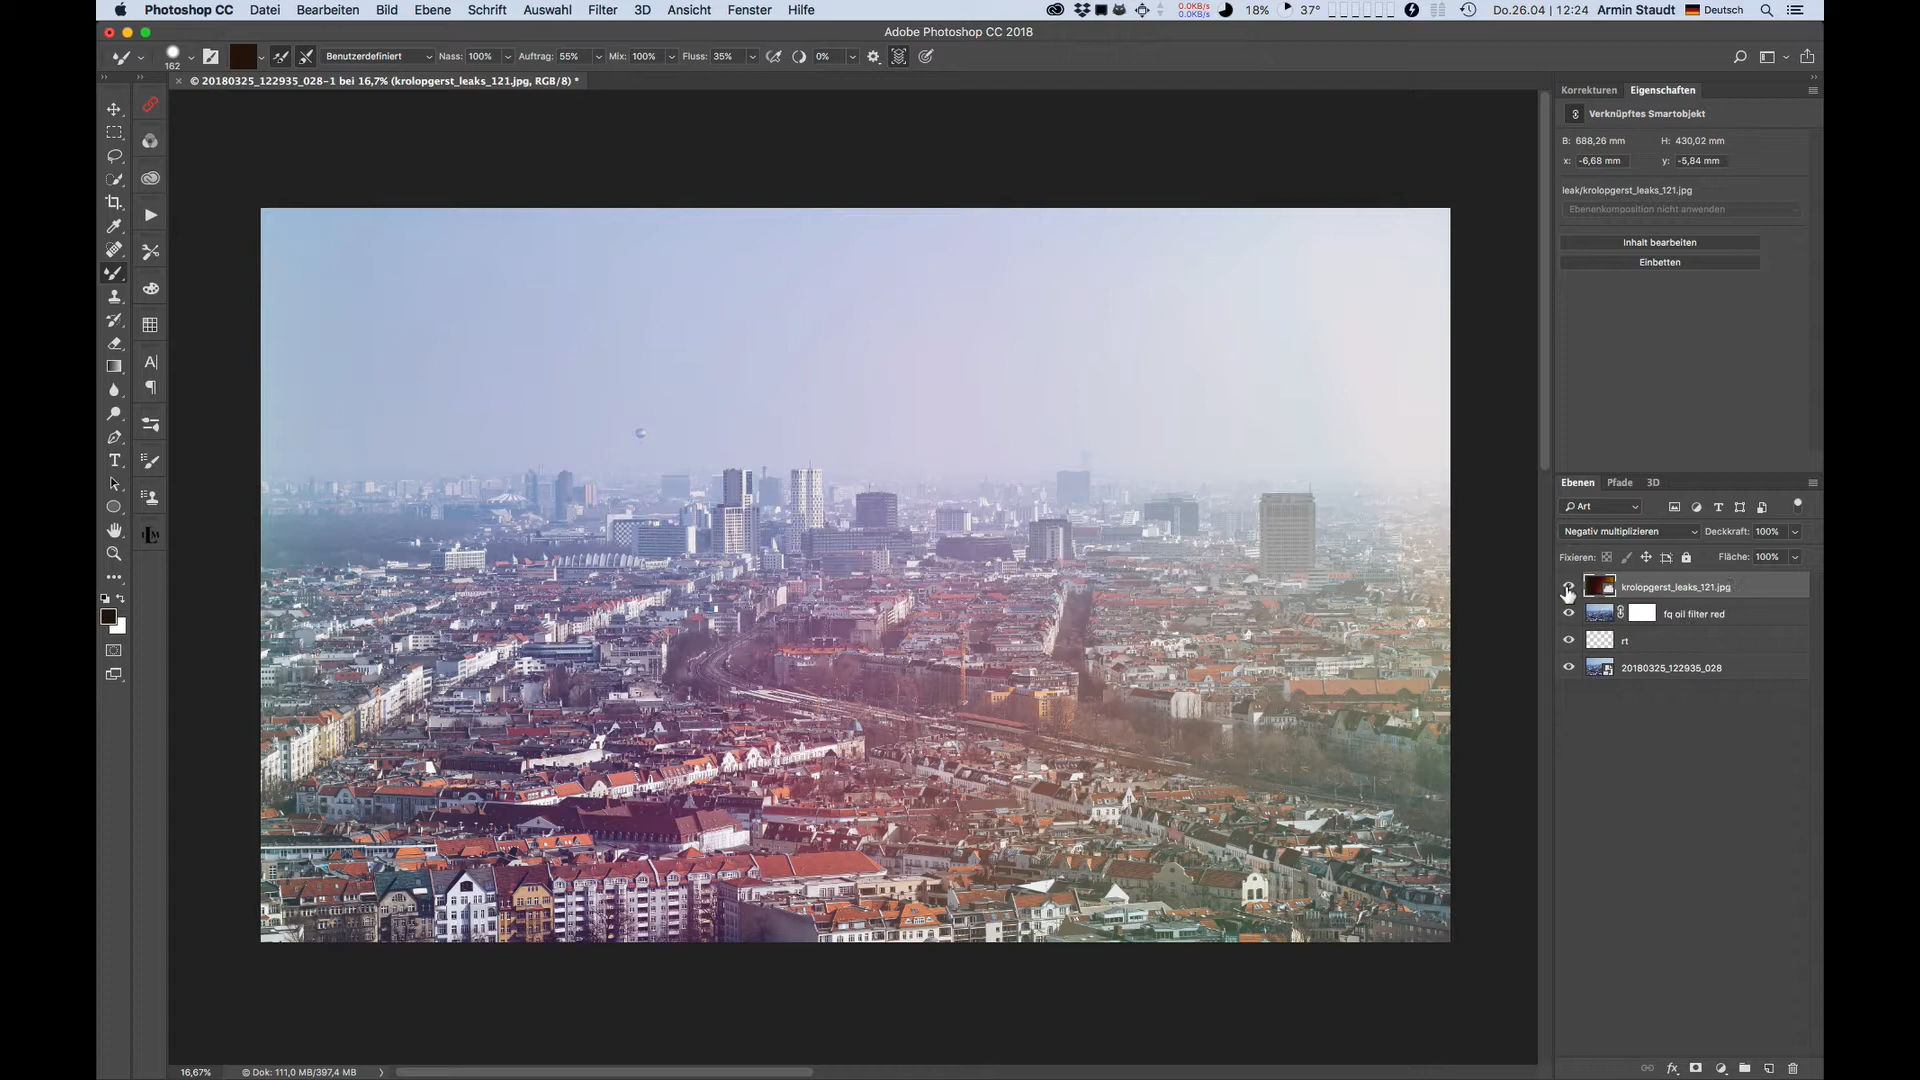 Photoshop CC Datei Bearbeiten Bild Ebene Schrift Auswahl Filter 3D Ansicht Fenster Hilfe 0.0KB/s 0.0KB/s 18% 37° Do.26.04 | 12:24 Armin Staudt Deutsch
Adobe Photoshop CC 2018
162 Benutzerdefiniert Nass: 100% Auftrag: 55% Mix: 100% Fluss: 35% 0%
© 20180325_122935_028-1 bei 16,7% (krolopgerst_leaks_121.jpg, RGB/8) *
Korrekturen Eigenschaften
Verknüpftes Smartobjekt
B: 688,26 mm H: 430,02 mm
x: -6,68 mm y: -5,84 mm
leak/krolopgerst_leaks_121.jpg
Ebenenkomposition nicht anwenden
Inhalt bearbeiten
Einbetten
Ebenen Pfade 3D
Art
Negativ multiplizieren Deckkraft: 100%
Fixieren: Fläche: 100%
krolopgerst_leaks_121.jpg
fq oil filter red
rt
20180325_122935_028
16,67% © Dok: 111,0 MB/397,4 MB